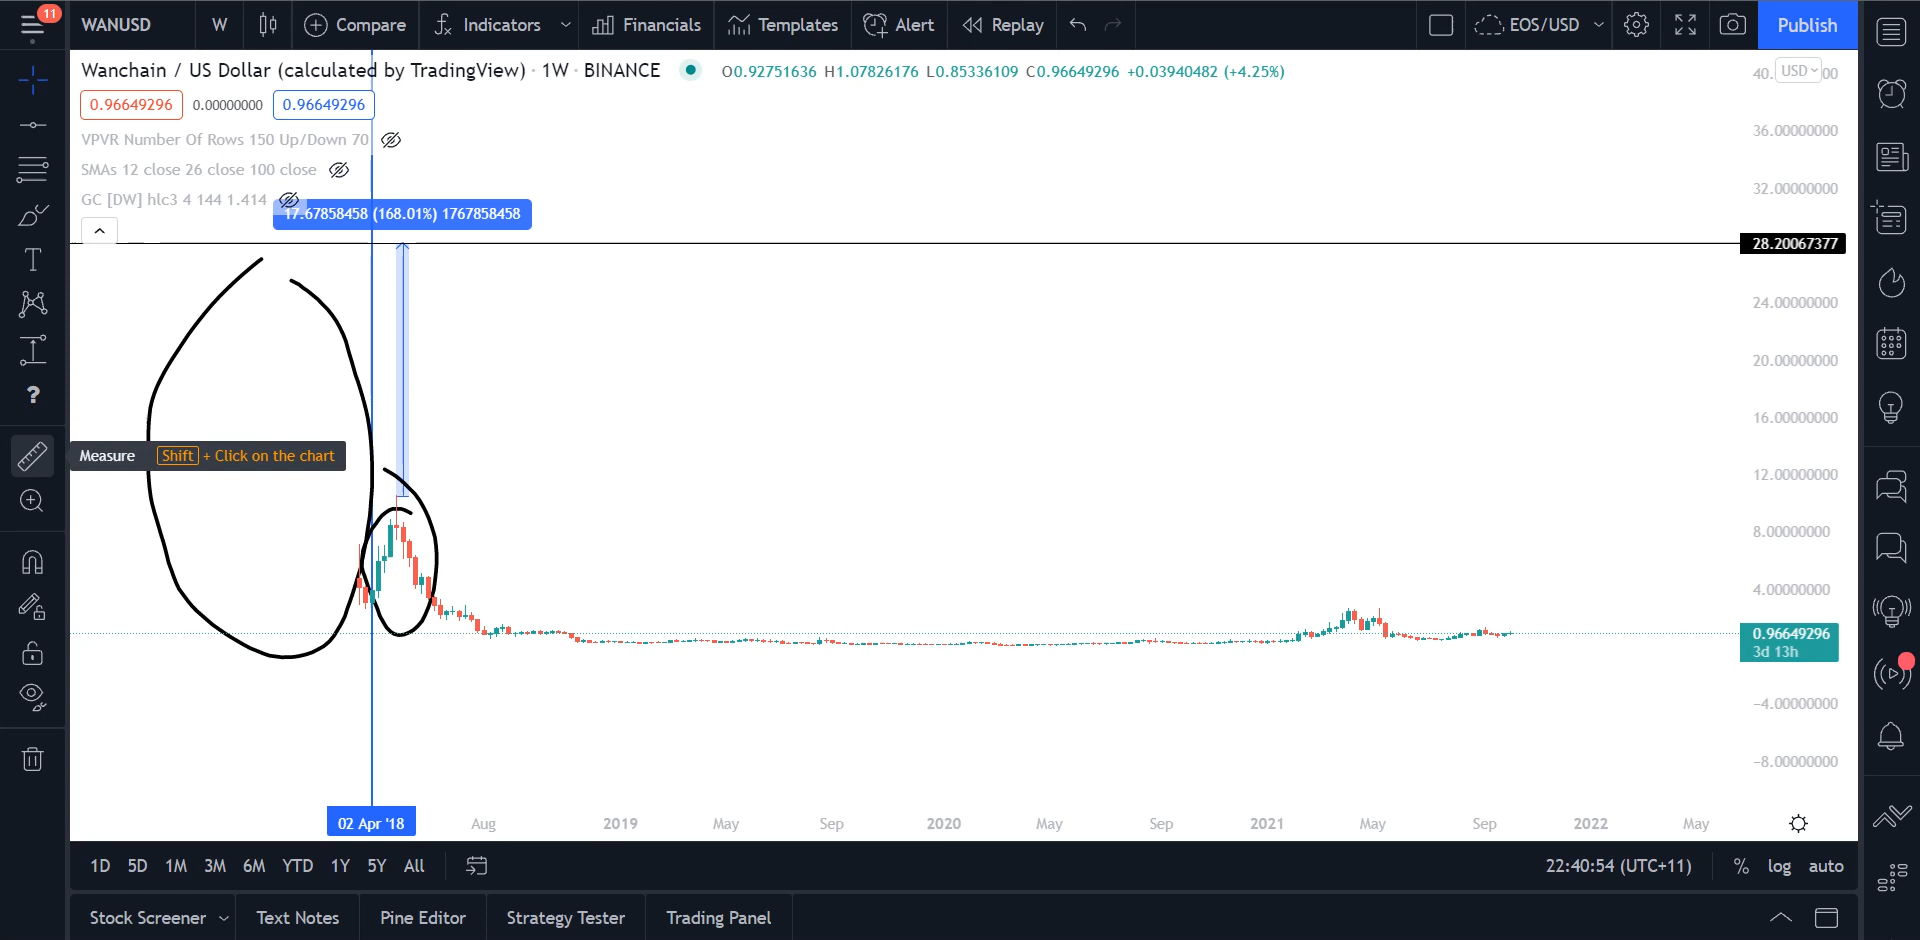 11
WANUSD W Compare Indicators Financials Templates Alert Replay EOS/USD Publish
Wanchain / US Dollar (calculated by TradingView) · 1W · BINANCE O0.92751636 H1.07826176 L0.85336109 C0.96649296 +0.03940482 (+4.25%)
0.96649296 0.00000000 0.96649296
VPVR Number Of Rows 150 Up/Down 70
SMAs 12 close 26 close 100 close
GC [DW] hlc3 4 144 1.414
17.67858458 (168.01%) 1767858458
T
?
Measure Shift + Click on the chart
40. USD 00
36.00000000
32.00000000
28.20067377
24.00000000
20.00000000
16.00000000
12.00000000
8.00000000
4.00000000
0.96649296
3d 13h
−4.00000000
−8.00000000
02 Apr '18 Aug 2019 May Sep 2020 May Sep 2021 May Sep 2022 May
1D 5D 1M 3M 6M YTD 1Y 5Y All 22:40:54 (UTC+11) % log auto
Stock Screener Text Notes Pine Editor Strategy Tester Trading Panel